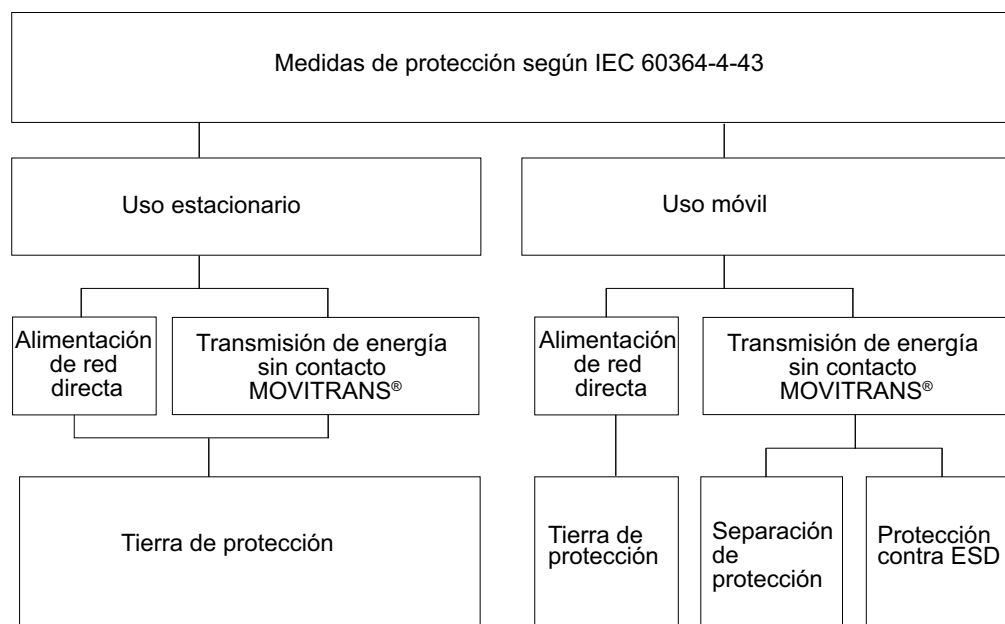 Medidas de protección según IEC 60364-4-43
Uso estacionario
Uso móvil
Alimentación
de red
directa
Transmisión de energía
sin contacto
MOVITRANS®
Alimentación
de red
directa
Transmisión de energía
sin contacto
MOVITRANS®
Tierra de protección
Tierra de
protección
Separación
de
protección
Protección
contra ESD